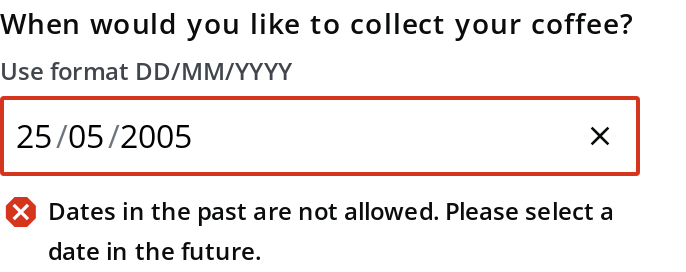 When would you like to collect your coffee?
Use format DD/MM/YYYY
25/05/2005
Dates in the past are not allowed. Please select a
date in the future.